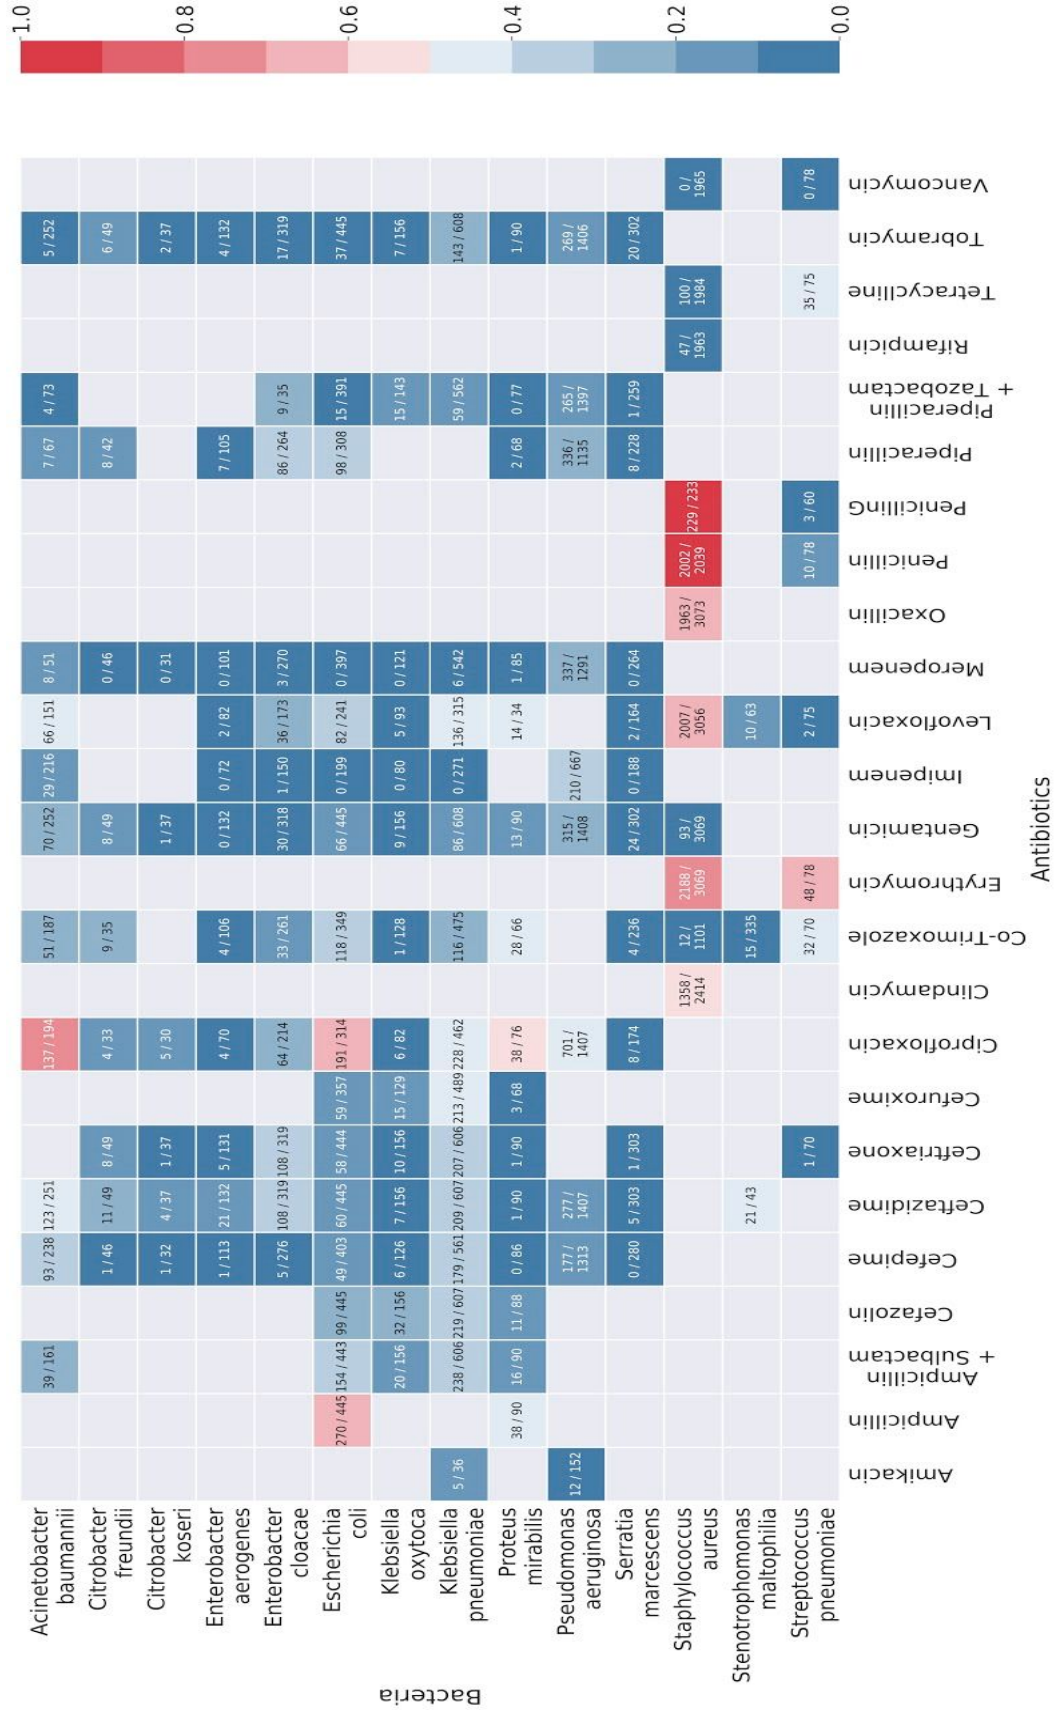 Bacteria
Acinetobacter
baumannii
39 / 161
93 / 238
123 / 251
137 / 194
51 / 187
70 / 252
29 / 216
66 / 151
8 / 51
7 / 67
4 / 73
5 / 252
Citrobacter
freundii
1 / 46
11 / 49
8 / 49
4 / 33
9 / 35
8 / 49
0 / 46
8 / 42
6 / 49
Citrobacter
koseri
1 / 32
4 / 37
1 / 37
5 / 30
1 / 37
0 / 31
2 / 37
Enterobacter
aerogenes
1 / 113
21 / 132
5 / 131
4 / 70
4 / 106
0 / 132
0 / 72
2 / 82
0 / 101
7 / 105
4 / 132
Enterobacter
cloacae
5 / 276
108 / 319
108 / 319
64 / 214
33 / 261
30 / 318
1 / 150
36 / 173
3 / 270
86 / 264
9 / 35
17 / 319
Escherichia
coli
270 / 445
154 / 443
99 / 445
49 / 403
60 / 445
58 / 444
59 / 357
191 / 314
118 / 349
66 / 445
0 / 199
82 / 241
0 / 397
98 / 308
15 / 391
37 / 445
Klebsiella
oxytoca
20 / 156
32 / 156
6 / 126
7 / 156
10 / 156
15 / 129
6 / 82
1 / 128
9 / 156
0 / 80
5 / 93
0 / 121
15 / 143
7 / 156
Klebsiella
pneumoniae
5 / 36
238 / 606
219 / 607
179 / 561
209 / 607
207 / 606
213 / 489
228 / 462
116 / 475
86 / 608
0 / 271
136 / 315
6 / 542
59 / 562
143 / 608
Proteus
mirabilis
38 / 90
16 / 90
11 / 88
0 / 86
1 / 90
1 / 90
3 / 68
38 / 76
28 / 66
13 / 90
14 / 34
1 / 85
2 / 68
0 / 77
1 / 90
Pseudomonas
aeruginosa
12 / 152
177 /
1313
277 /
1407
701 /
1407
315 /
1408
210 / 667
337 /
1291
336 /
1135
265 /
1397
269 /
1406
Serratia
marcescens
0 / 280
5 / 303
1 / 303
8 / 174
4 / 236
24 / 302
0 / 188
2 / 164
0 / 264
8 / 228
1 / 259
20 / 302
Staphylococcus
aureus
1358 /
2414
12 /
1101
2188 /
3069
93 /
3069
2007 /
3056
1963 /
3073
2002 /
2039
229 / 233
47 /
1963
100 /
1984
0 /
1965
Stenotrophomonas
maltophilia
21 / 43
15 / 335
10 / 63
Streptococcus
pneumoniae
1 / 70
32 / 70
48 / 78
2 / 75
10 / 78
3 / 60
35 / 75
0 / 78
Amikacin
Ampicillin
Ampicillin
+ Sulbactam
Cefazolin
Cefepime
Ceftazidime
Ceftriaxone
Cefuroxime
Ciprofloxacin
Clindamycin
Co-Trimoxazole
Erythromycin
Gentamicin
Imipenem
Levofloxacin
Meropenem
Oxacillin
Penicillin
PenicillinG
Piperacillin
Piperacillin
+ Tazobactam
Rifampicin
Tetracycline
Tobramycin
Vancomycin
Antibiotics
1.0
0.8
0.6
0.4
0.2
0.0